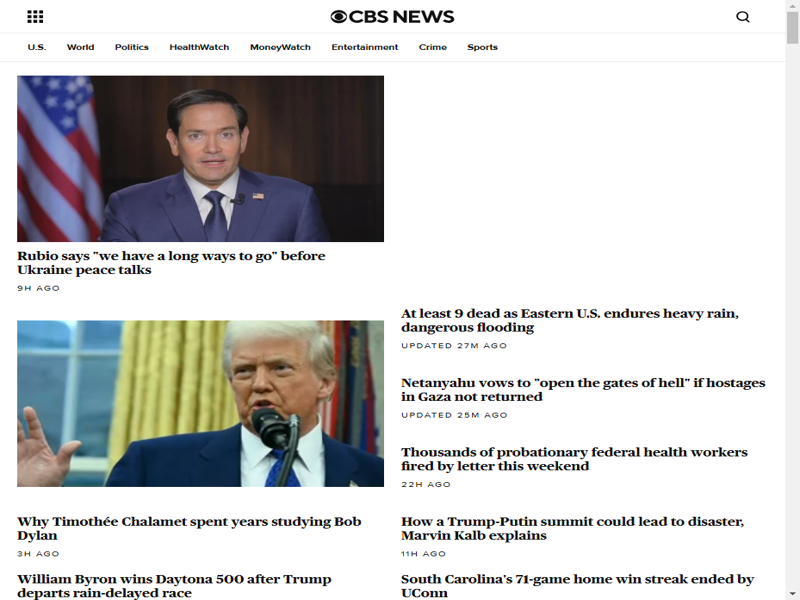 CBS NEWS
U.S. World Politics HealthWatch MoneyWatch Entertainment Crime Sports
Rubio says "we have a long ways to go" before
Ukraine peace talks
9H AGO
At least 9 dead as Eastern U.S. endures heavy rain,
dangerous flooding
UPDATED 27M AGO
Netanyahu vows to "open the gates of hell" if hostages
in Gaza not returned
UPDATED 25M AGO
Thousands of probationary federal health workers
fired by letter this weekend
22H AGO
Why Timothée Chalamet spent years studying Bob
Dylan
3H AGO
How a Trump-Putin summit could lead to disaster,
Marvin Kalb explains
11H AGO
William Byron wins Daytona 500 after Trump
departs rain-delayed race
South Carolina's 71-game home win streak ended by
UConn